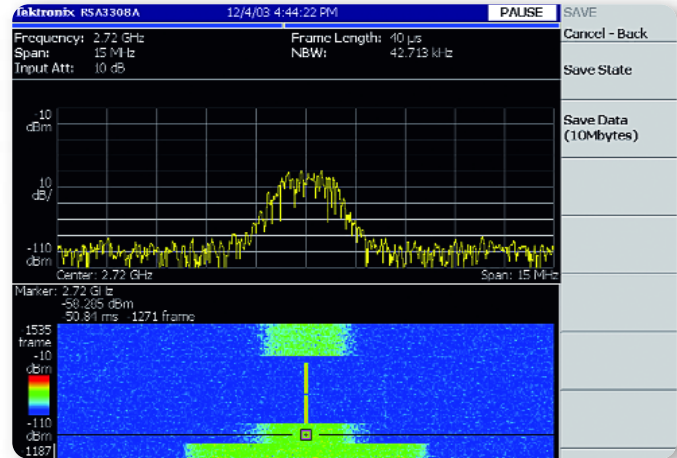 Tektronix RSA3308A 12/4/03 4:44:22 PM PAUSE SAVE
Cancel - Back
Frequency: 2.72 GHz Frame Length: 40 µs
Span: 15 MHz NBW: 42.713 kHz
Input Att: 10 dB
Save State
Save Data
(10Mbytes)
-10
dBm
10
dB/
-110
dBm
Center: 2.72 GHz Span: 15 MHz
Marker: 2.72 GHz
-58.285 dBm
-50.84 ms -1271 frame
-1535
frame
-10
dBm
-110
dBm
-1187